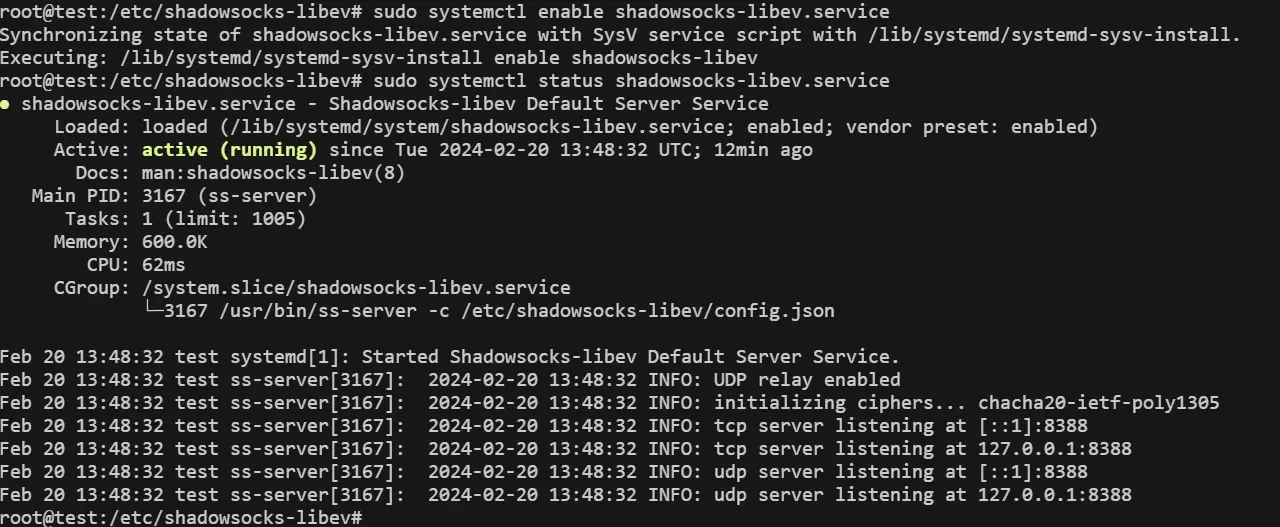 root@test:/etc/shadowsocks-libev# sudo systemctl enable shadowsocks-libev.service
Synchronizing state of shadowsocks-libev.service with SysV service script with /lib/systemd/systemd-sysv-install.
Executing: /lib/systemd/systemd-sysv-install enable shadowsocks-libev
root@test:/etc/shadowsocks-libev# sudo systemctl status shadowsocks-libev.service
● shadowsocks-libev.service - Shadowsocks-libev Default Server Service
     Loaded: loaded (/lib/systemd/system/shadowsocks-libev.service; enabled; vendor preset: enabled)
     Active: active (running) since Tue 2024-02-20 13:48:32 UTC; 12min ago
       Docs: man:shadowsocks-libev(8)
   Main PID: 3167 (ss-server)
      Tasks: 1 (limit: 1005)
     Memory: 600.0K
        CPU: 62ms
     CGroup: /system.slice/shadowsocks-libev.service
             └─3167 /usr/bin/ss-server -c /etc/shadowsocks-libev/config.json

Feb 20 13:48:32 test systemd[1]: Started Shadowsocks-libev Default Server Service.
Feb 20 13:48:32 test ss-server[3167]:  2024-02-20 13:48:32 INFO: UDP relay enabled
Feb 20 13:48:32 test ss-server[3167]:  2024-02-20 13:48:32 INFO: initializing ciphers... chacha20-ietf-poly1305
Feb 20 13:48:32 test ss-server[3167]:  2024-02-20 13:48:32 INFO: tcp server listening at [::1]:8388
Feb 20 13:48:32 test ss-server[3167]:  2024-02-20 13:48:32 INFO: tcp server listening at 127.0.0.1:8388
Feb 20 13:48:32 test ss-server[3167]:  2024-02-20 13:48:32 INFO: udp server listening at [::1]:8388
Feb 20 13:48:32 test ss-server[3167]:  2024-02-20 13:48:32 INFO: udp server listening at 127.0.0.1:8388
root@test:/etc/shadowsocks-libev#